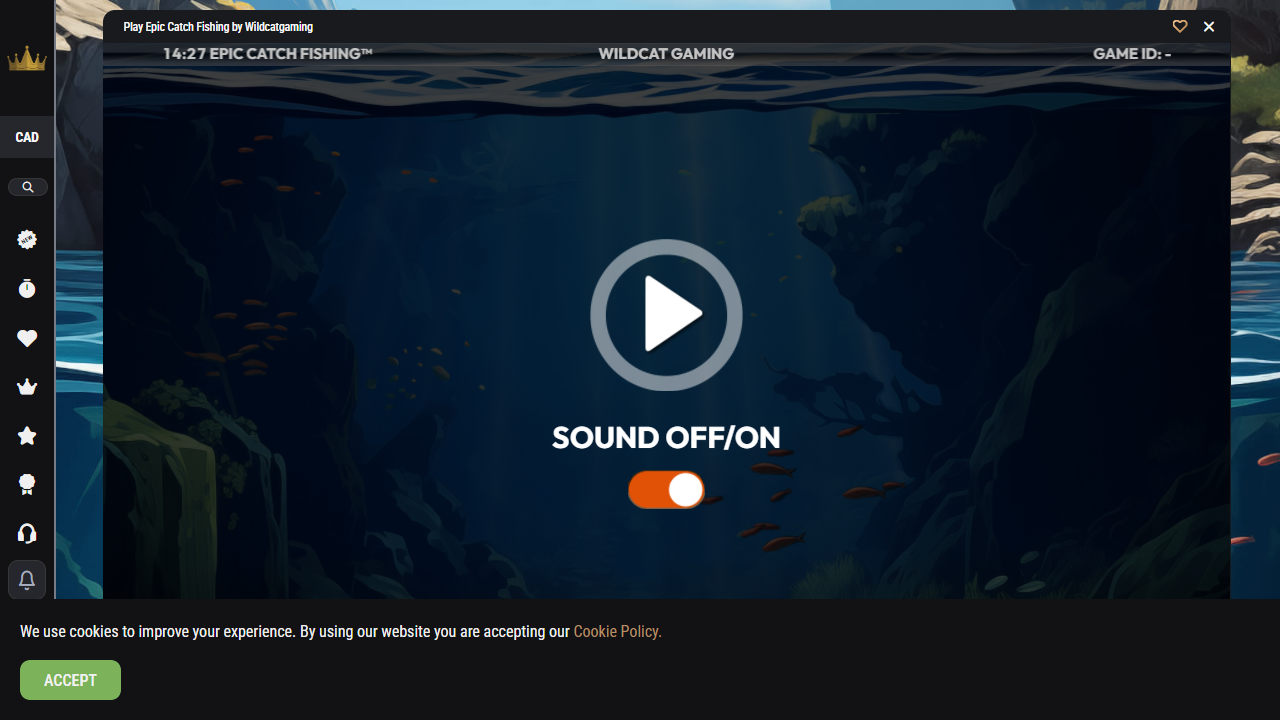 Play Epic Catch Fishing by Wildcatgaming
14:27 EPIC CATCH FISHING™
WILDCAT GAMING
GAME ID: -
CAD
NEW
SOUND OFF/ON
We use cookies to improve your experience. By using our website you are accepting our Cookie Policy.
ACCEPT